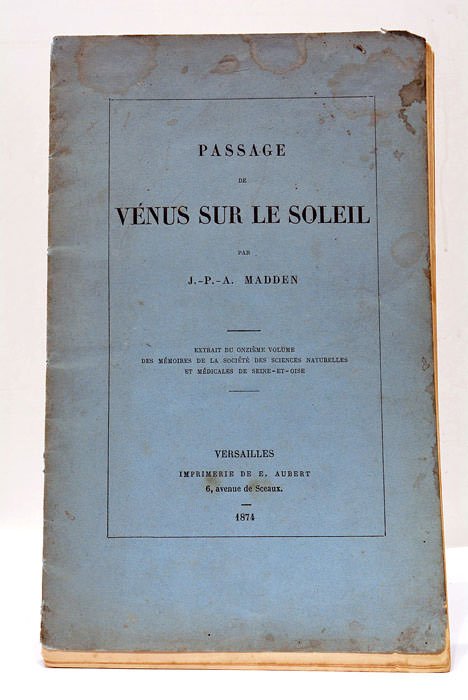 PASSAGE
DE
VÉNUS SUR LE SOLEIL
PAR
J.-P.-A. MADDEN
EXTRAIT DU ONZIÈME VOLUME
DES MÉMOIRES DE LA SOCIÉTÉ DES SCIENCES NATURELLES
ET MÉDICALES DE SEINE-ET-OISE
VERSAILLES
IMPRIMERIE DE E. AUBERT
6, avenue de Sceaux.
1874